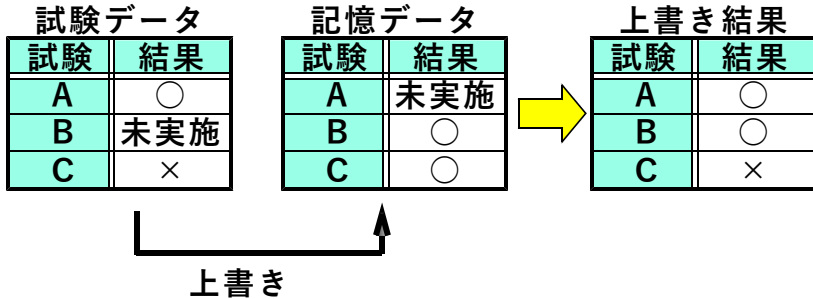 試験データ 記憶データ 上書き結果
試験 結果 試験 結果 試験 結果
A ○ A 未実施 A ○
B 未実施 B ○ B ○
C × C ○ C ×
上書き